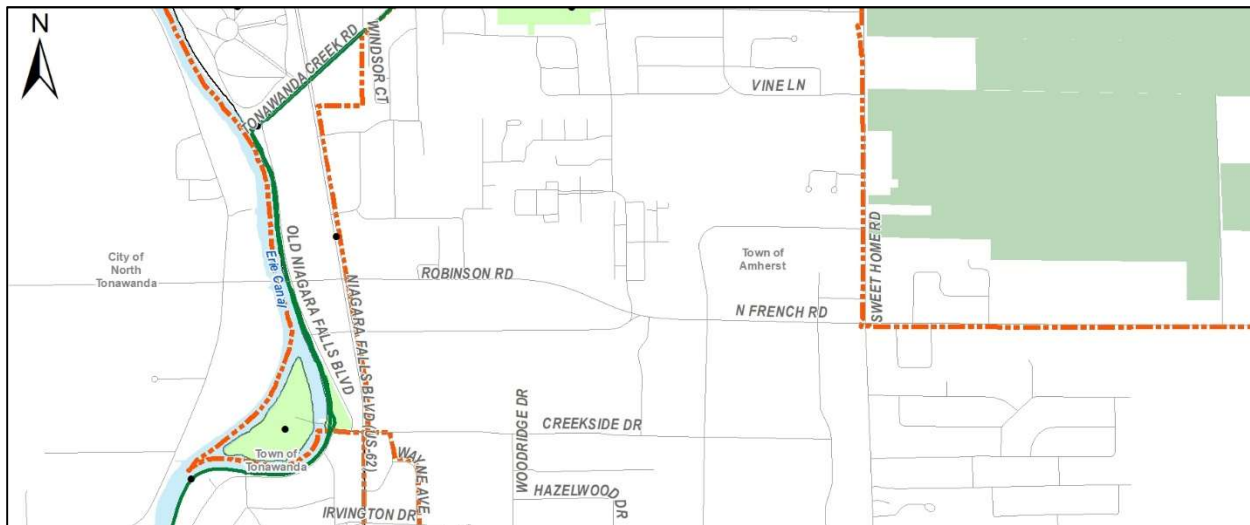 N
WINDSOR CT
TONAWANDA CREEK RD
VINE LN
OLD NIAGARA FALLS BLVD
Erie Canal
City of
North
Tonawanda
ROBINSON RD
Town of
Amherst
SWEET HOME RD
NIAGARA FALLS BLVD (US-62)
N FRENCH RD
WOODRIDGE DR
CREEKSIDE DR
WAYNE AVE
Town of
Tonawanda
HAZELWOOD DR
IRVINGTON DR